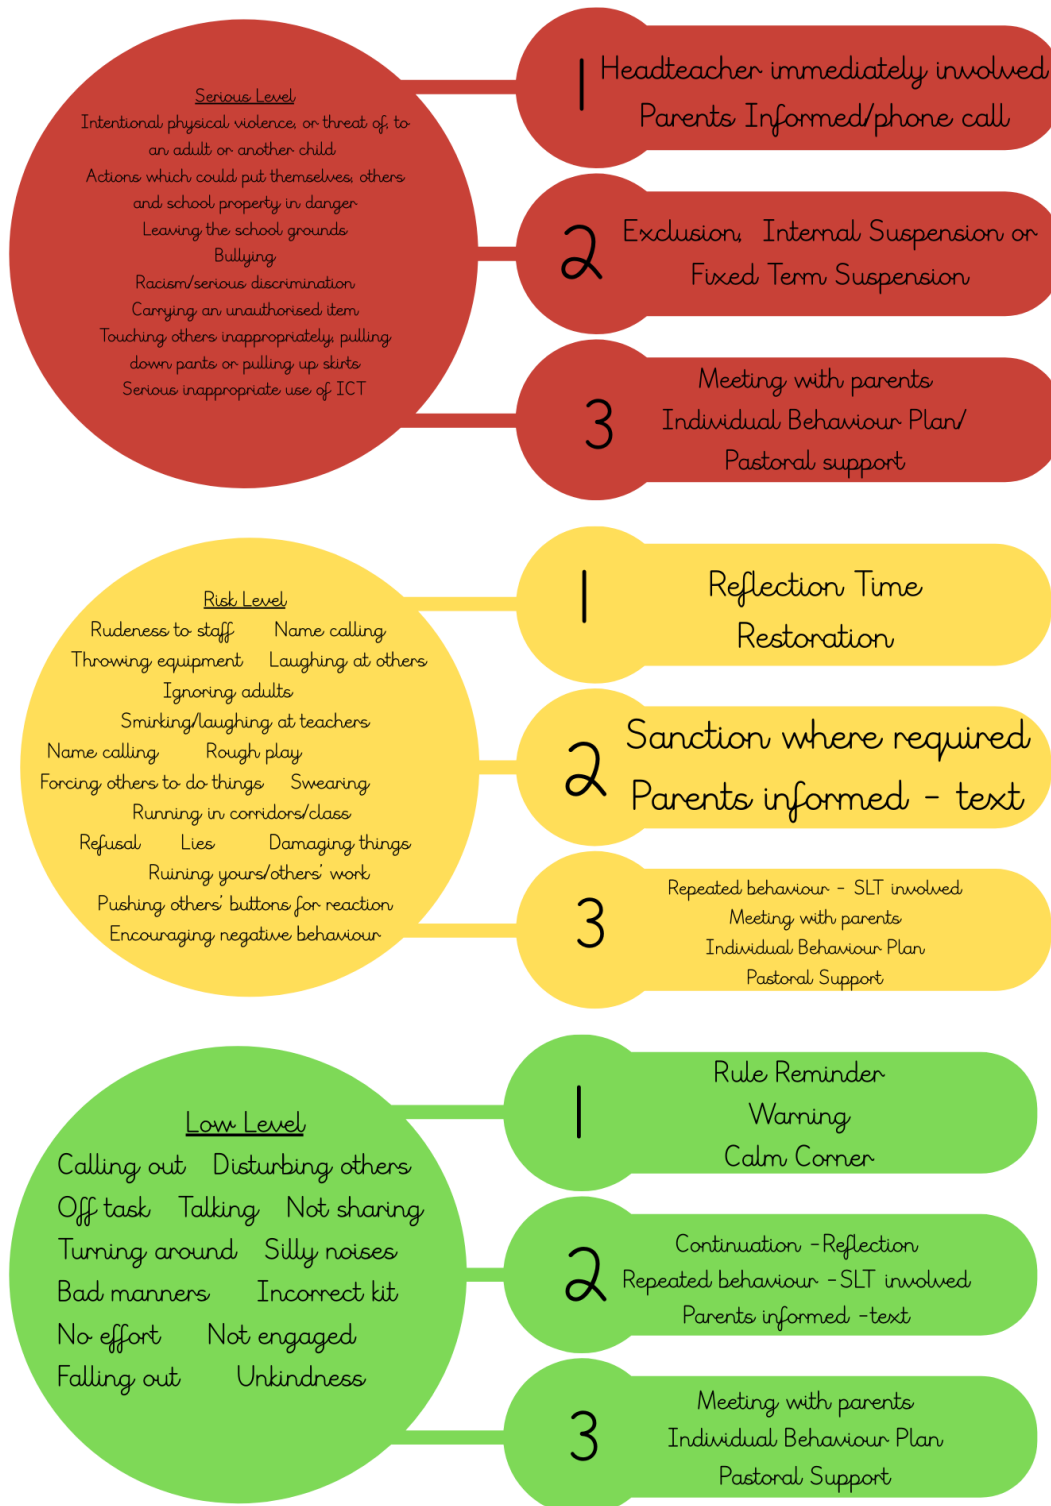 Serious Level
Intentional physical violence, or threat of, to
an adult or another child
Actions which could put themselves, others
and school property in danger
Leaving the school grounds
Bullying
Racism/serious discrimination
Carrying an unauthorised item
Touching others inappropriately, pulling
down pants or pulling up skirts
Serious inappropriate use of ICT
1
Headteacher immediately involved
Parents Informed/phone call
2
Exclusion, Internal Suspension or
Fixed Term Suspension
3
Meeting with parents
Individual Behaviour Plan/
Pastoral support
Risk Level
Rudeness to staff Name calling
Throwing equipment Laughing at others
Ignoring adults
Smirking/laughing at teachers
Name calling Rough play
Forcing others to do things Swearing
Running in corridors/class
Refusal Lies Damaging things
Ruining yours/others' work
Pushing others' buttons for reaction
Encouraging negative behaviour
1
Reflection Time
Restoration
2
Sanction where required
Parents informed - text
3
Repeated behaviour - SLT involved
Meeting with parents
Individual Behaviour Plan
Pastoral Support
Low Level
Calling out Disturbing others
Off task Talking Not sharing
Turning around Silly noises
Bad manners Incorrect kit
No effort Not engaged
Falling out Unkindness
1
Rule Reminder
Warning
Calm Corner
2
Continuation -Reflection
Repeated behaviour -SLT involved
Parents informed -text
3
Meeting with parents
Individual Behaviour Plan
Pastoral Support